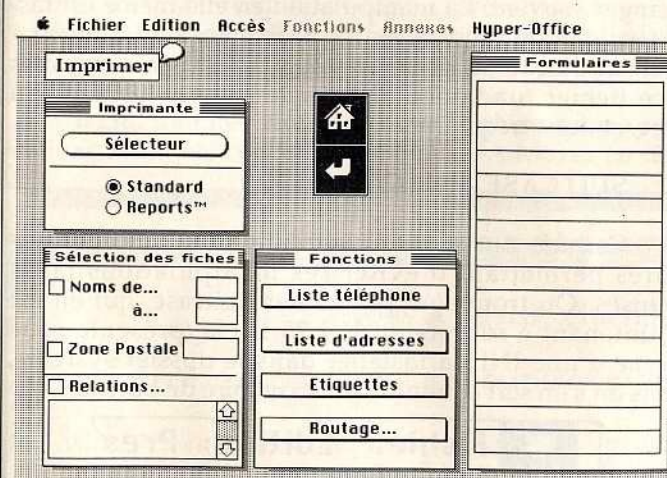 Fichier Edition Accès Fonctions Annexes Hyper-Office
Imprimer
Imprimante
Sélecteur
Standard
Reports™
Formulaires
Sélection des fiches
Noms de...
à...
Zone Postale
Relations...
Fonctions
Liste téléphone
Liste d'adresses
Etiquettes
Routage...